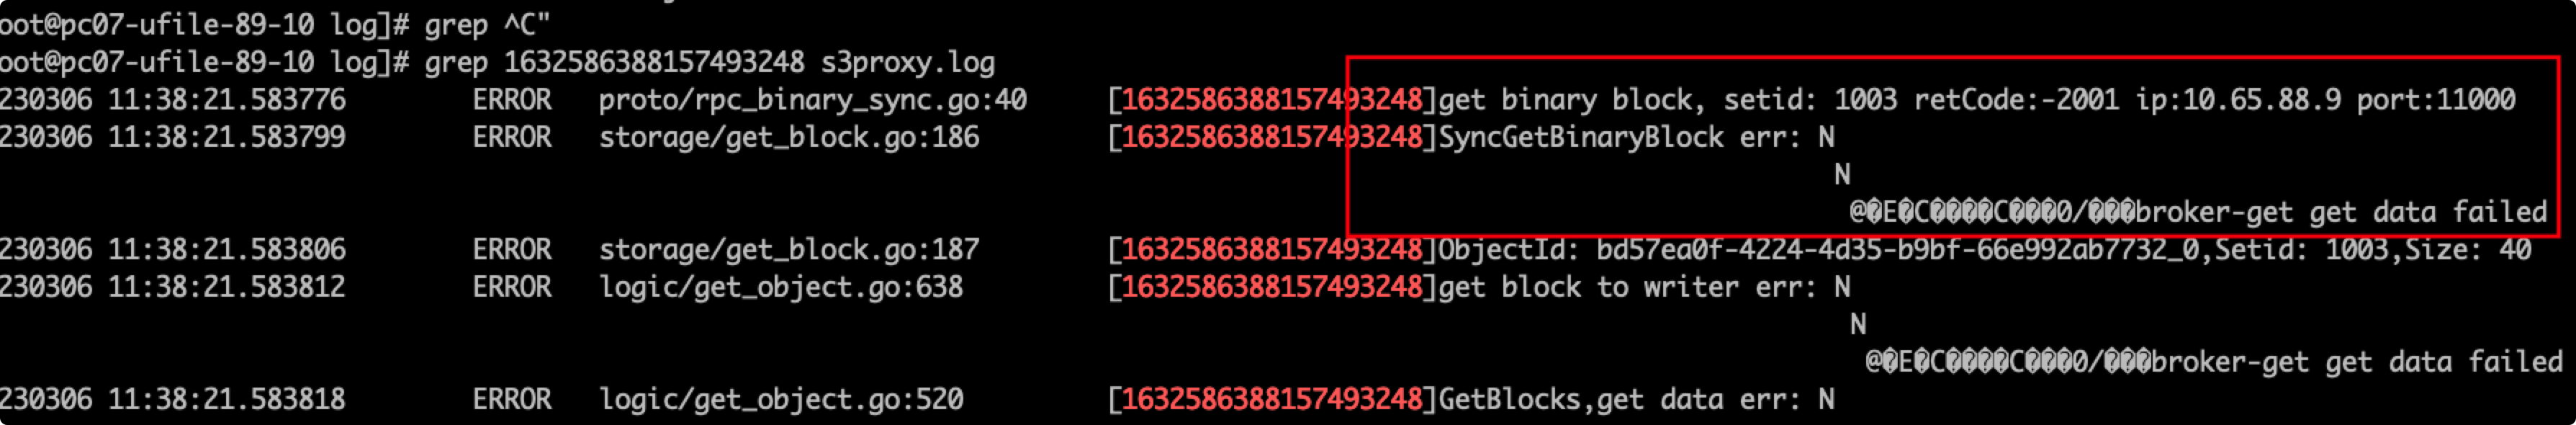 oot@pc07-ufile-89-10 log]# grep ^C"
oot@pc07-ufile-89-10 log]# grep 1632586388157493248 s3proxy.log
230306 11:38:21.583776 ERROR proto/rpc_binary_sync.go:40 [1632586388157493248]get binary block, setid: 1003 retCode:-2001 ip:10.65.88.9 port:11000
230306 11:38:21.583799 ERROR storage/get_block.go:186 [1632586388157493248]SyncGetBinaryBlock err: N
N
@�E�C����C���0/���broker-get get data failed
230306 11:38:21.583806 ERROR storage/get_block.go:187 [1632586388157493248]ObjectId: bd57ea0f-4224-4d35-b9bf-66e992ab7732_0,Setid: 1003,Size: 40
230306 11:38:21.583812 ERROR logic/get_object.go:638 [1632586388157493248]get block to writer err: N
N
@�E�C����C���0/���broker-get get data failed
230306 11:38:21.583818 ERROR logic/get_object.go:520 [1632586388157493248]GetBlocks,get data err: N